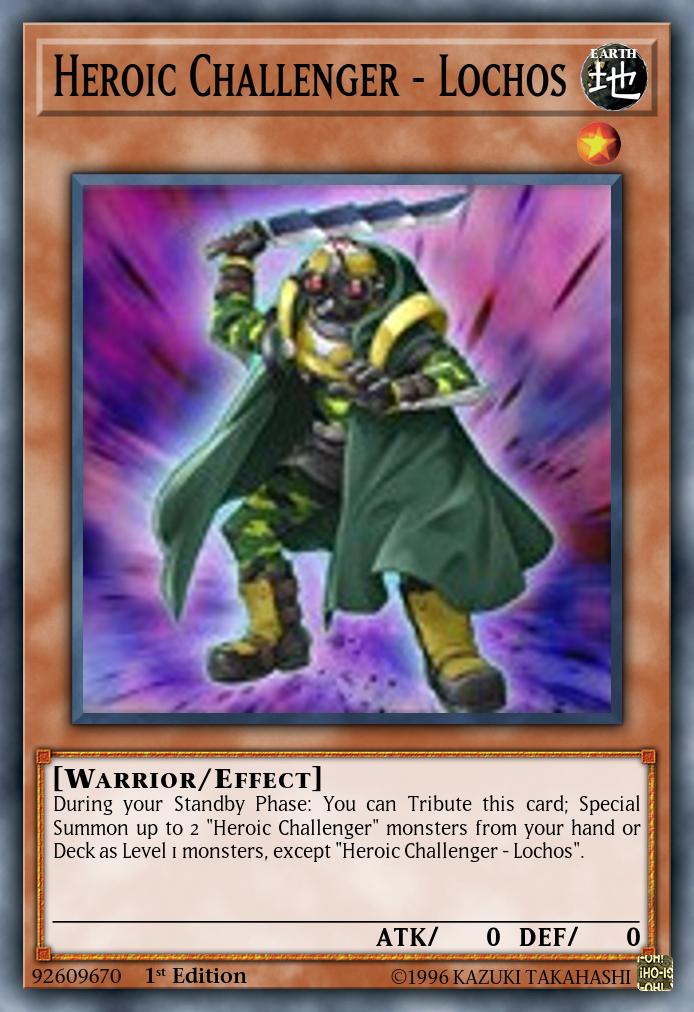 Heroic Challenger - Lochos
EARTH
地
[Warrior/Effect]
During your Standby Phase: You can Tribute this card; Special
Summon up to 2 "Heroic Challenger" monsters from your hand or
Deck as Level 1 monsters, except "Heroic Challenger - Lochos".
ATK/ 0 DEF/ 0
92609670 1st Edition ©1996 KAZUKI TAKAHASHI